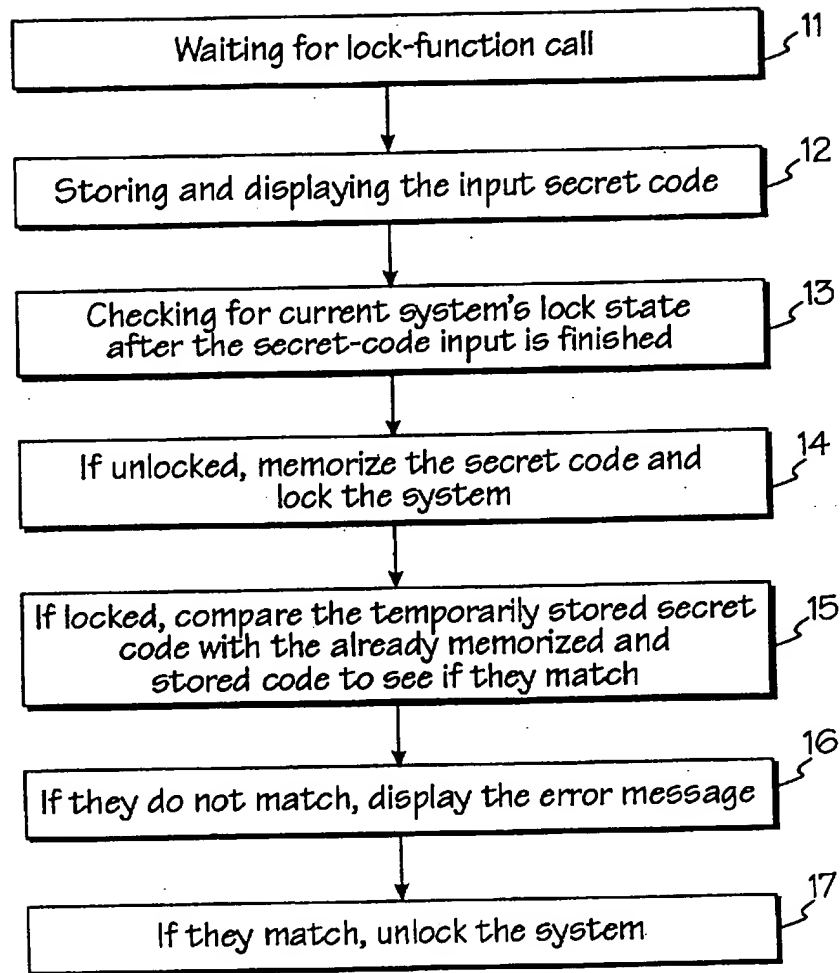 11
Waiting for lock-function call
12
Storing and displaying the input secret code
13
Checking for current system's lock state
after the secret-code input is finished
14
If unlocked, memorize the secret code and
lock the system
15
If locked, compare the temporarily stored secret
code with the already memorized and
stored code to see if they match
16
If they do not match, display the error message
17
If they match, unlock the system